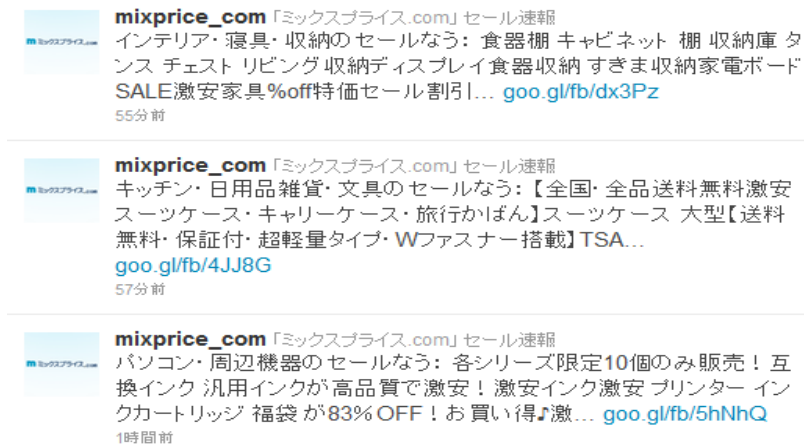 mixprice_com 「ミックスプライス.com」セール速報
インテリア・寝具・収納のセールなう: 食器棚 キャビネット 棚 収納庫 タ
ンス チェスト リビング収納ディスプレイ食器収納 すきま収納家電ボード
SALE激安家具%off特価セール割引... goo.gl/fb/dx3Pz
55分前
mixprice_com 「ミックスプライス.com」セール速報
キッチン・日用品雑貨・文具のセールなう:【全国・全品送料無料激安
スーツケース・キャリーケース・旅行かばん】スーツケース 大型【送料
無料・保証付・超軽量タイプ・Wファスナー搭載】TSA...
goo.gl/fb/4JJ8G
57分前
mixprice_com 「ミックスプライス.com」セール速報
パソコン・周辺機器のセールなう: 各シリーズ限定10個のみ販売！互
換インク 汎用インクが高品質で激安！激安インク激安 プリンター イン
クカートリッジ 福袋 が83%OFF！お買い得♪激... goo.gl/fb/5hNhQ
1時間前